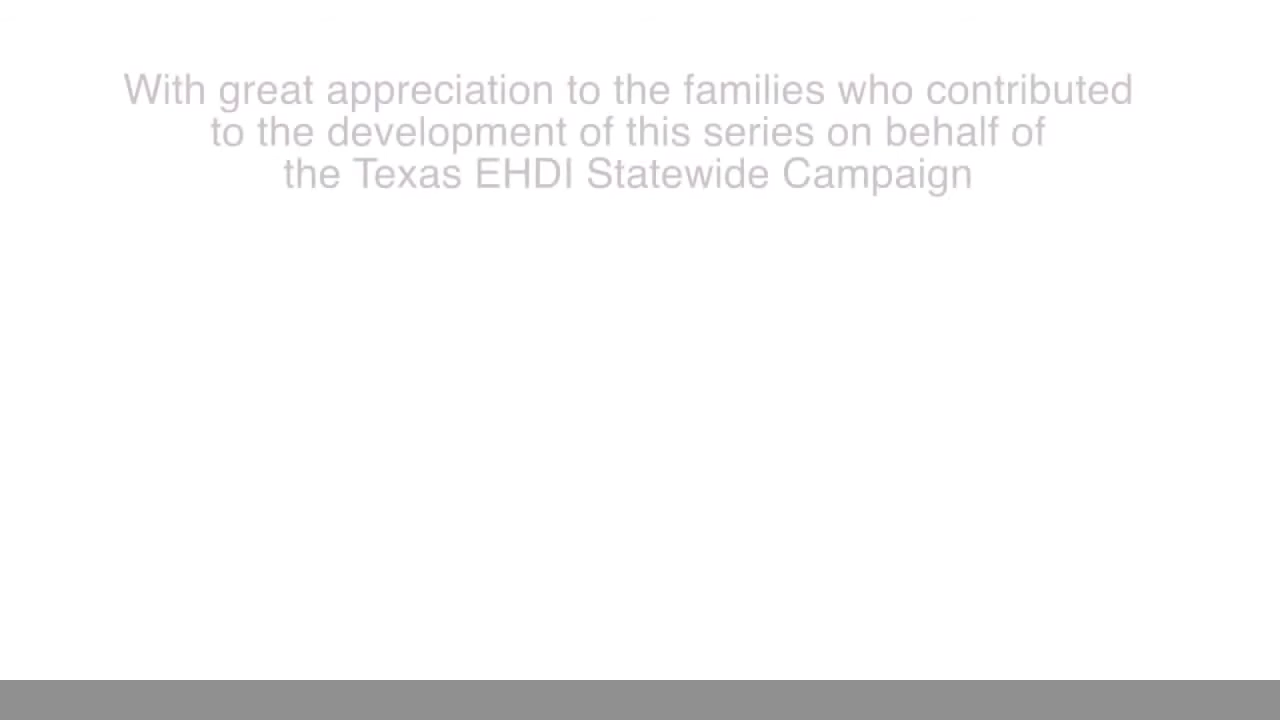 With great appreciation to the families who contributed
to the development of this series on behalf of
the Texas EHDI Statewide Campaign